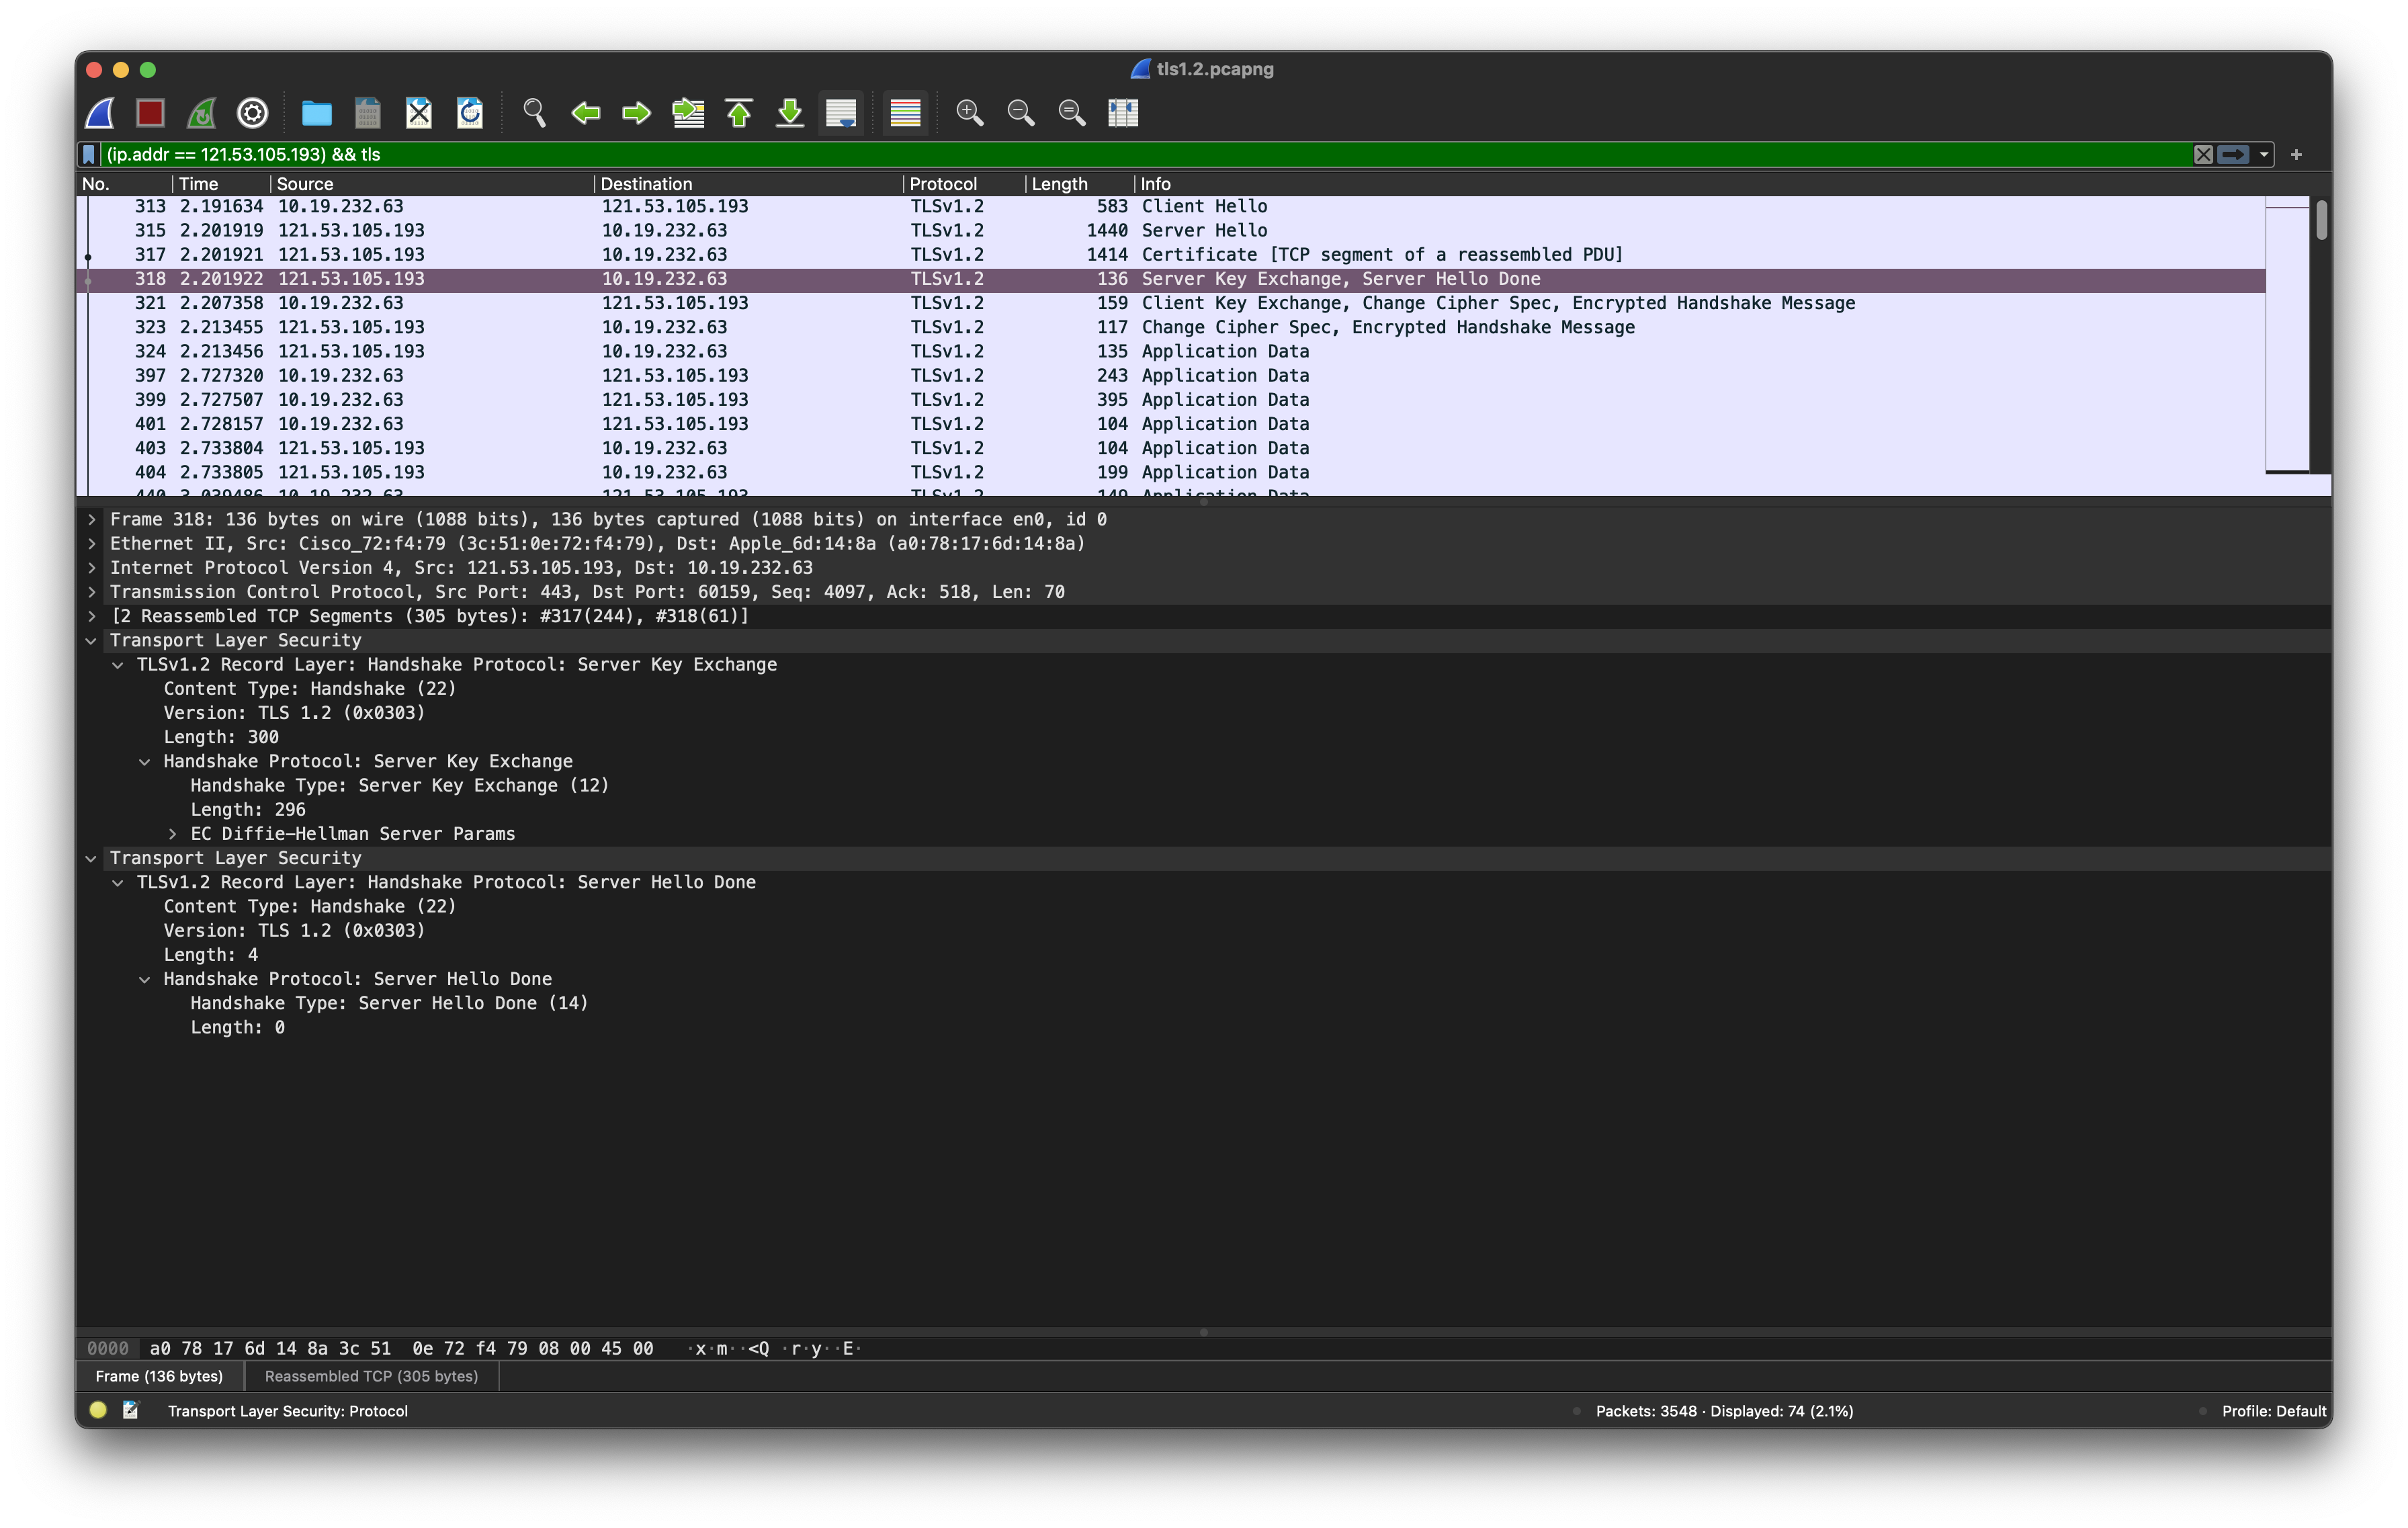 tls1.2.pcapng
(ip.addr == 121.53.105.193) && tls
No. Time Source Destination Protocol Length Info
313 2.191634 10.19.232.63 121.53.105.193 TLSv1.2 583 Client Hello
315 2.201919 121.53.105.193 10.19.232.63 TLSv1.2 1440 Server Hello
317 2.201921 121.53.105.193 10.19.232.63 TLSv1.2 1414 Certificate [TCP segment of a reassembled PDU]
318 2.201922 121.53.105.193 10.19.232.63 TLSv1.2 136 Server Key Exchange, Server Hello Done
321 2.207358 10.19.232.63 121.53.105.193 TLSv1.2 159 Client Key Exchange, Change Cipher Spec, Encrypted Handshake Message
323 2.213455 121.53.105.193 10.19.232.63 TLSv1.2 117 Change Cipher Spec, Encrypted Handshake Message
324 2.213456 121.53.105.193 10.19.232.63 TLSv1.2 135 Application Data
397 2.727320 10.19.232.63 121.53.105.193 TLSv1.2 243 Application Data
399 2.727507 10.19.232.63 121.53.105.193 TLSv1.2 395 Application Data
401 2.728157 10.19.232.63 121.53.105.193 TLSv1.2 104 Application Data
403 2.733804 121.53.105.193 10.19.232.63 TLSv1.2 104 Application Data
404 2.733805 121.53.105.193 10.19.232.63 TLSv1.2 199 Application Data
440 3.039486 10.19.232.63 121.53.105.193 TLSv1.2 149 Application Data
Frame 318: 136 bytes on wire (1088 bits), 136 bytes captured (1088 bits) on interface en0, id 0
Ethernet II, Src: Cisco_72:f4:79 (3c:51:0e:72:f4:79), Dst: Apple_6d:14:8a (a0:78:17:6d:14:8a)
Internet Protocol Version 4, Src: 121.53.105.193, Dst: 10.19.232.63
Transmission Control Protocol, Src Port: 443, Dst Port: 60159, Seq: 4097, Ack: 518, Len: 70
[2 Reassembled TCP Segments (305 bytes): #317(244), #318(61)]
Transport Layer Security
TLSv1.2 Record Layer: Handshake Protocol: Server Key Exchange
Content Type: Handshake (22)
Version: TLS 1.2 (0x0303)
Length: 300
Handshake Protocol: Server Key Exchange
Handshake Type: Server Key Exchange (12)
Length: 296
EC Diffie-Hellman Server Params
Transport Layer Security
TLSv1.2 Record Layer: Handshake Protocol: Server Hello Done
Content Type: Handshake (22)
Version: TLS 1.2 (0x0303)
Length: 4
Handshake Protocol: Server Hello Done
Handshake Type: Server Hello Done (14)
Length: 0
0000 a0 78 17 6d 14 8a 3c 51 0e 72 f4 79 08 00 45 00 ·x·m··<Q ·r·y··E·
Frame (136 bytes) Reassembled TCP (305 bytes)
Transport Layer Security: Protocol Packets: 3548 · Displayed: 74 (2.1%) Profile: Default